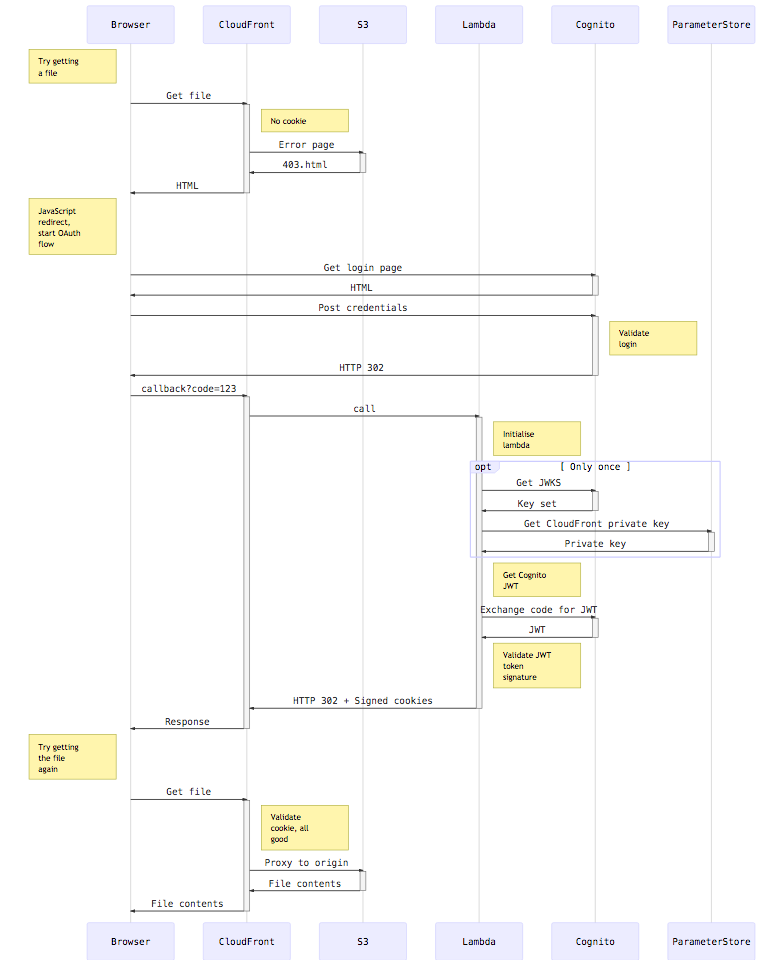 Browser CloudFront S3 Lambda Cognito ParameterStore
Try getting
a file
Get file
No cookie
Error page
403.html
HTML
JavaScript
redirect,
start OAuth
flow
Get login page
HTML
Post credentials
Validate
login
HTTP 302
callback?code=123
call
Initialise
lambda
opt [ Only once ]
Get JWKS
Key set
Get CloudFront private key
Private key
Get Cognito
JWT
Exchange code for JWT
JWT
Validate JWT
token
signature
HTTP 302 + Signed cookies
Response
Try getting
the file
again
Get file
Validate
cookie, all
good
Proxy to origin
File contents
File contents
Browser CloudFront S3 Lambda Cognito ParameterStore